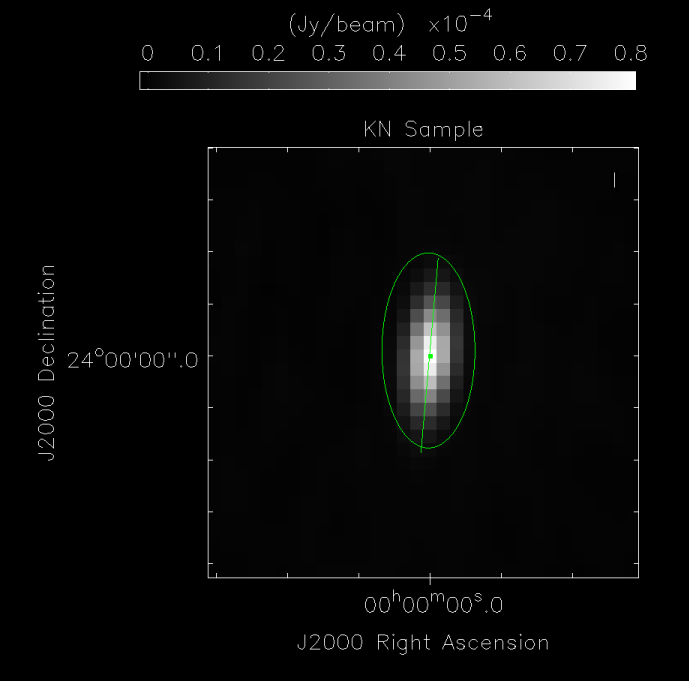 (Jy/beam) x10⁻⁴
0 0.1 0.2 0.3 0.4 0.5 0.6 0.7 0.8
KN Sample
J2000 Declination
24°00'00''.0
00ʰ00ᵐ00ˢ.0
J2000 Right Ascension